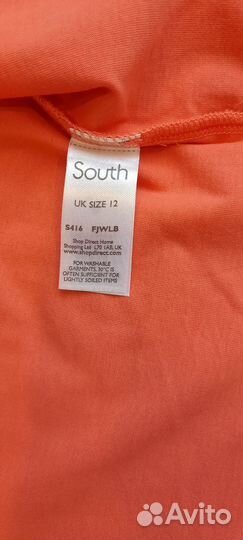 South
UK SIZE 12
S416 FJWLB
Shop Direct Home
Shopping Ltd L70 1AB, UK
www.shopdirect.com
FOR WASHABLE
GARMENTS, 30°C IS
OFTEN SUFFICIENT FOR
LIGHTLY SOILED ITEMS
Avito